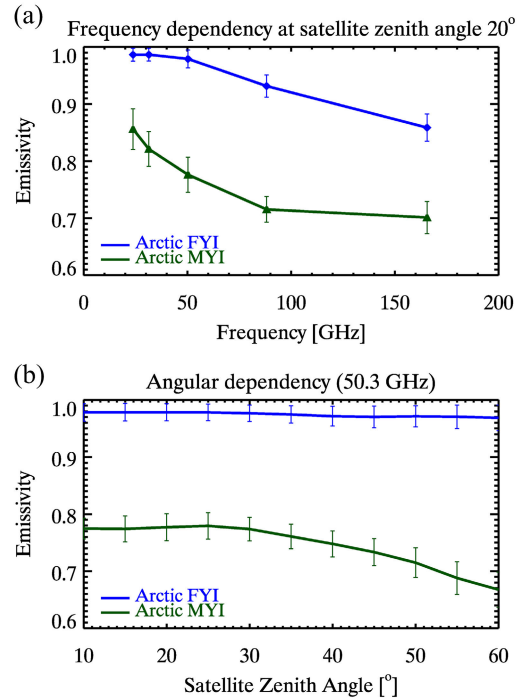 (a)
Frequency dependency at satellite zenith angle 20°
1.0
0.9
0.8
0.7
0.6
Emissivity
Arctic FYI
Arctic MYI
0 50 100 150 200
Frequency [GHz]
(b)
Angular dependency (50.3 GHz)
1.0
0.9
0.8
0.7
0.6
Emissivity
Arctic FYI
Arctic MYI
10 20 30 40 50 60
Satellite Zenith Angle [°]